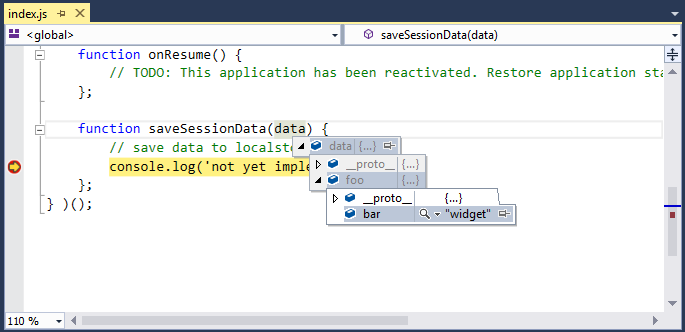 index.js
<global>
saveSessionData(data)
function onResume() {
// TODO: This application has been reactivated. Restore application sta
};
function saveSessionData(data) {
// save data to localst
data {...}
console.log('not yet imple
__proto__ {...}
foo {...}
};
__proto__ {...}
} )();
bar "widget"
110 %